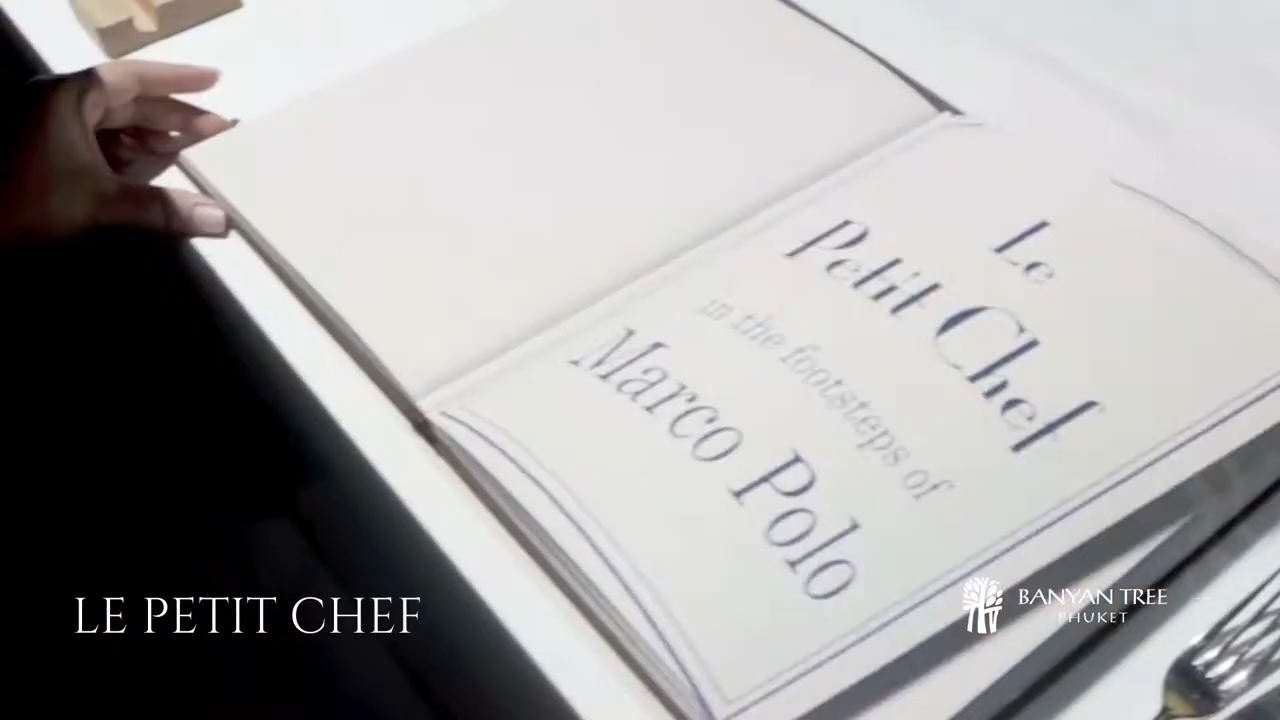 Le
Petit Chef
in the footsteps of
Marco Polo
LE PETIT CHEF
BANYAN TREE
PHUKET